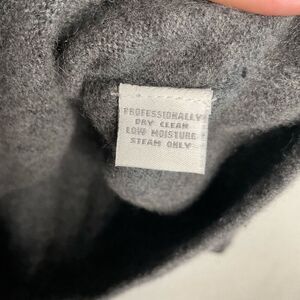 PROFESSIONALLY
DRY CLEAN
LOW MOISTURE
STEAM ONLY